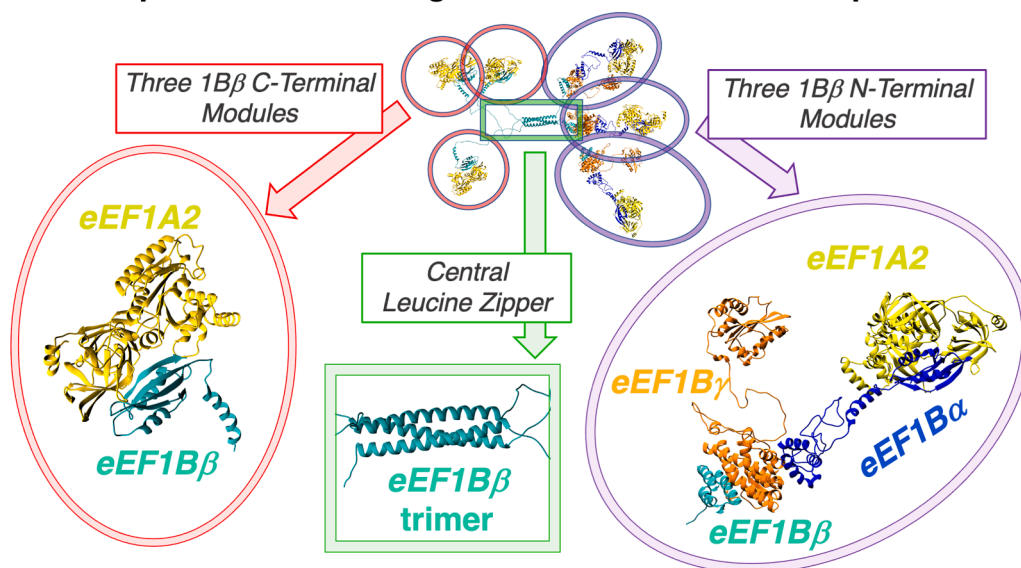 Three 1Bβ C-Terminal
Modules
Three 1Bβ N-Terminal
Modules
Central
Leucine Zipper
eEF1A2
eEF1Bβ
eEF1Bβ
trimer
eEF1A2
eEF1Bγ
eEF1Bα
eEF1Bβ